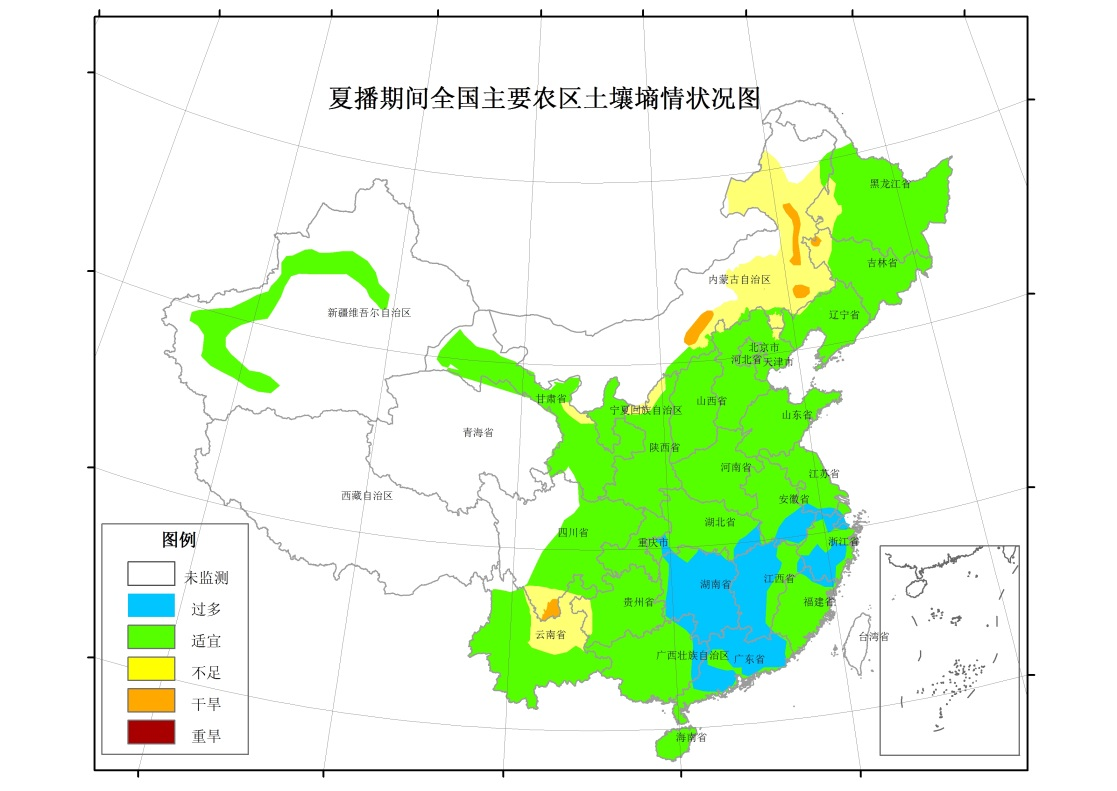 夏播期间全国主要农区土壤墒情状况图
黑龙江省
吉林省
内蒙古自治区
辽宁省
新疆维吾尔自治区
北京市
河北省
天津市
甘肃省
宁夏回族自治区
山西省
山东省
青海省
陕西省
河南省
江苏省
西藏自治区
安徽省
湖北省
四川省
重庆市
浙江省
湖南省
江西省
贵州省
福建省
云南省
台湾省
广西壮族自治区
广东省
海南省
图例
未监测
过多
适宜
不足
干旱
重旱